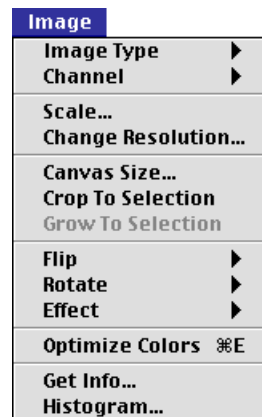 Image
Image Type
Channel
Scale...
Change Resolution...
Canvas Size...
Crop To Selection
Grow To Selection
Flip
Rotate
Effect
Optimize Colors ⌘E
Get Info...
Histogram...